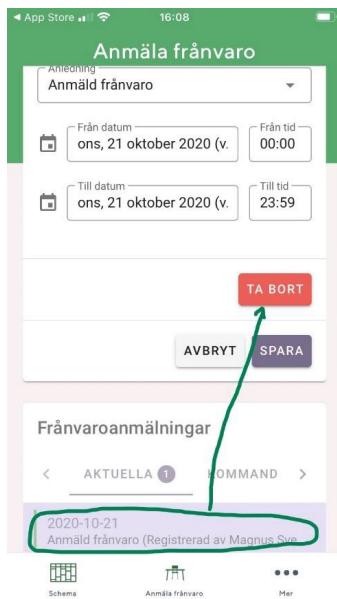 App Store 16:08
Anmäla frånvaro
Anledning
Anmäld frånvaro
Från datum Från tid
ons, 21 oktober 2020 (v. 00:00
Till datum Till tid
ons, 21 oktober 2020 (v. 23:59
TA BORT
AVBRYT SPARA
Frånvaroanmälningar
AKTUELLA 1 KOMMAND
2020-10-21
Anmäld frånvaro (Registrerad av Magnus Sve
Schema Anmäla frånvaro Mer